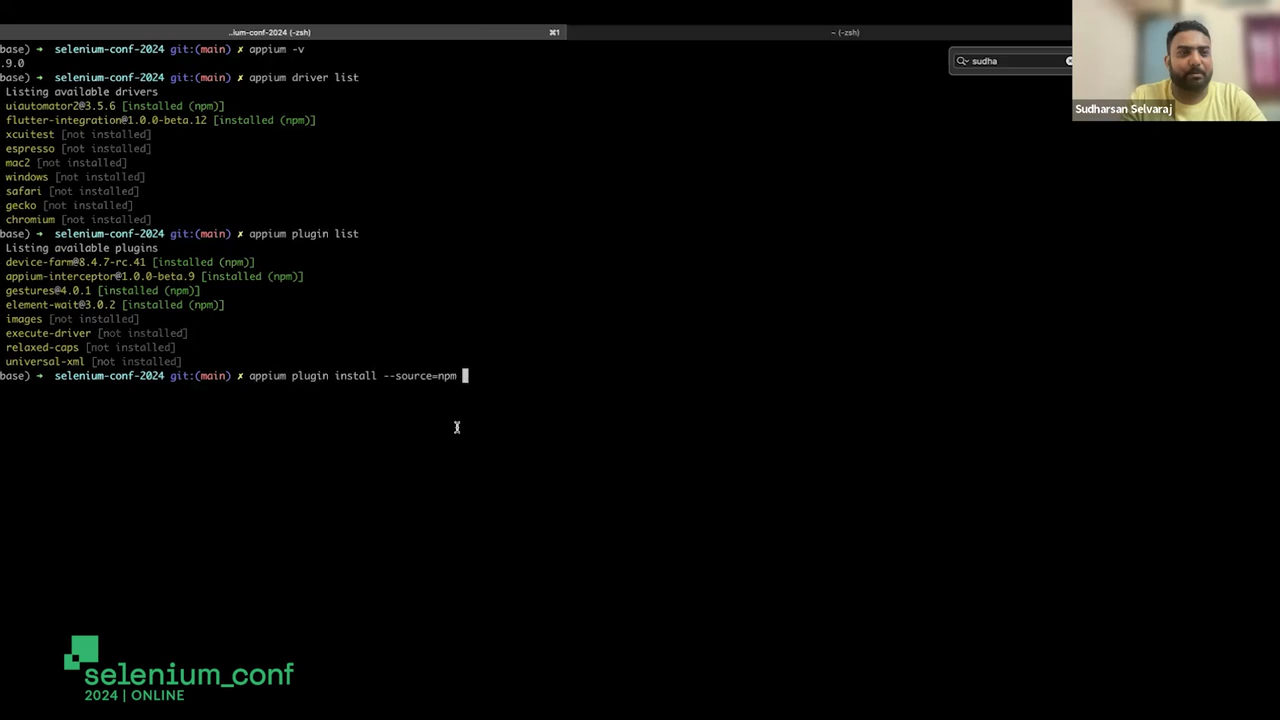 ..ium-conf-2024 (-zsh) ⌘1 ~ (-zsh)
base) ➜ selenium-conf-2024 git:(main) ✗ appium -v
.9.0
base) ➜ selenium-conf-2024 git:(main) ✗ appium driver list
Listing available drivers
uiautomator2@3.5.6 [installed (npm)]
flutter-integration@1.0.0-beta.12 [installed (npm)]
xcuitest [not installed]
espresso [not installed]
mac2 [not installed]
windows [not installed]
safari [not installed]
gecko [not installed]
chromium [not installed]
base) ➜ selenium-conf-2024 git:(main) ✗ appium plugin list
Listing available plugins
device-farm@8.4.7-rc.41 [installed (npm)]
appium-interceptor@1.0.0-beta.9 [installed (npm)]
gestures@4.0.1 [installed (npm)]
element-wait@3.0.2 [installed (npm)]
images [not installed]
execute-driver [not installed]
relaxed-caps [not installed]
universal-xml [not installed]
base) ➜ selenium-conf-2024 git:(main) ✗ appium plugin install --source=npm
sudha
Sudharsan Selvaraj
selenium_conf
2024 | ONLINE